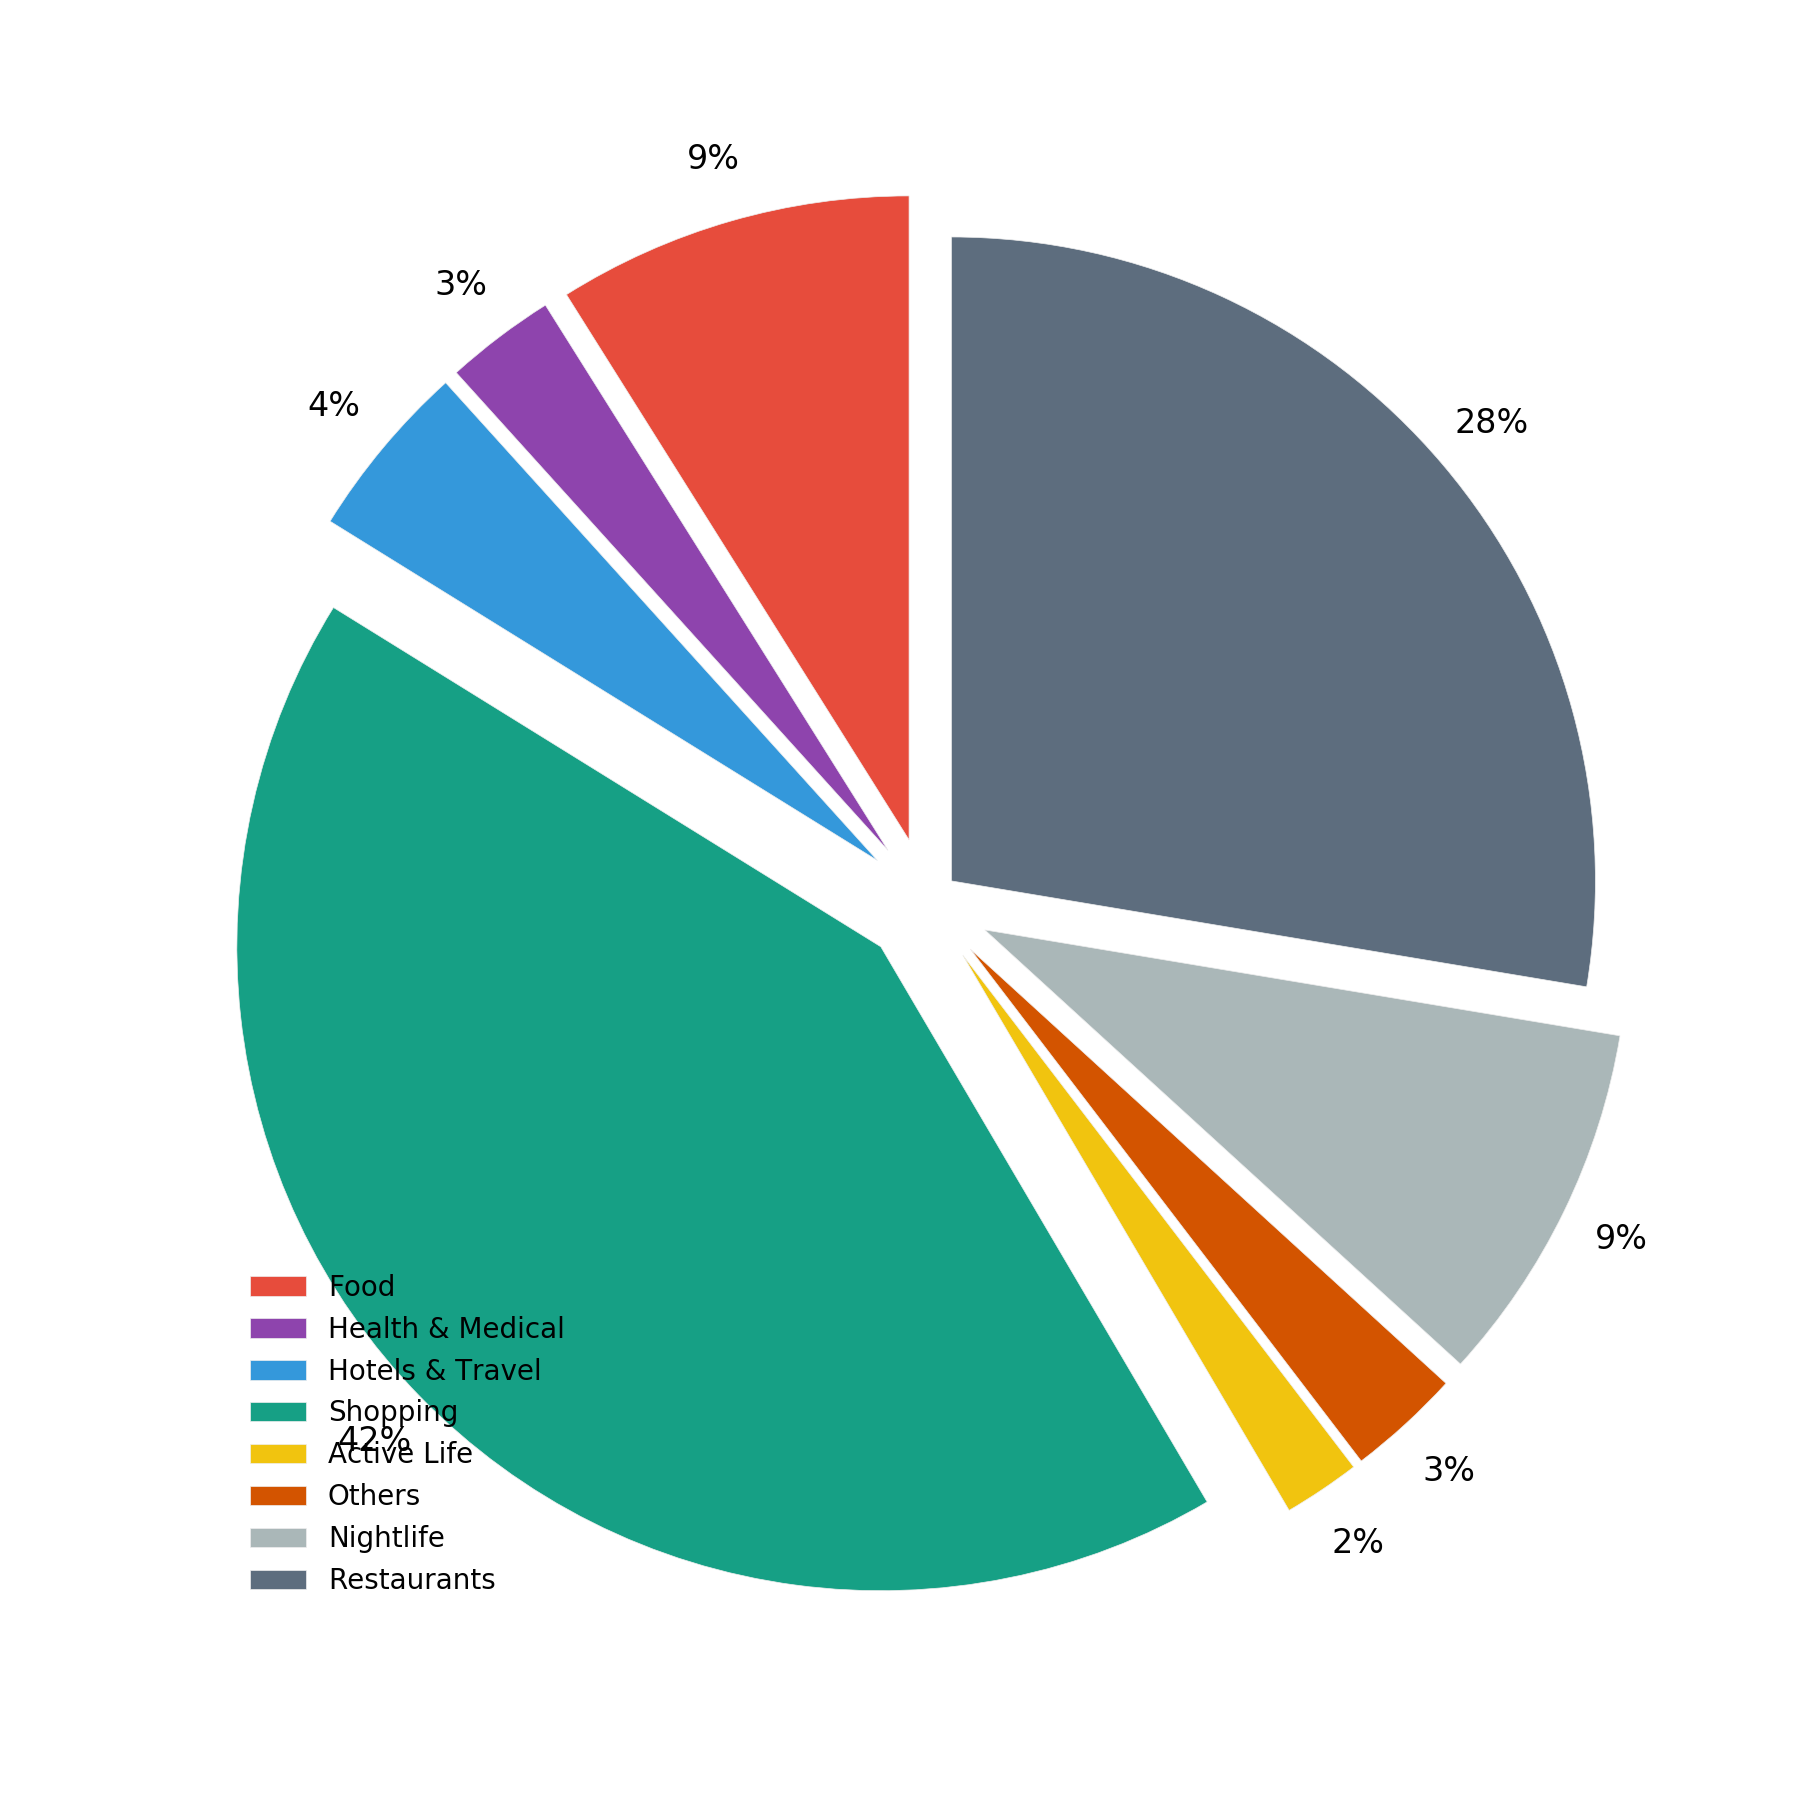 9%
3%
4%
28%
9%
3%
2%
42%
Food
Health & Medical
Hotels & Travel
Shopping
Active Life
Others
Nightlife
Restaurants